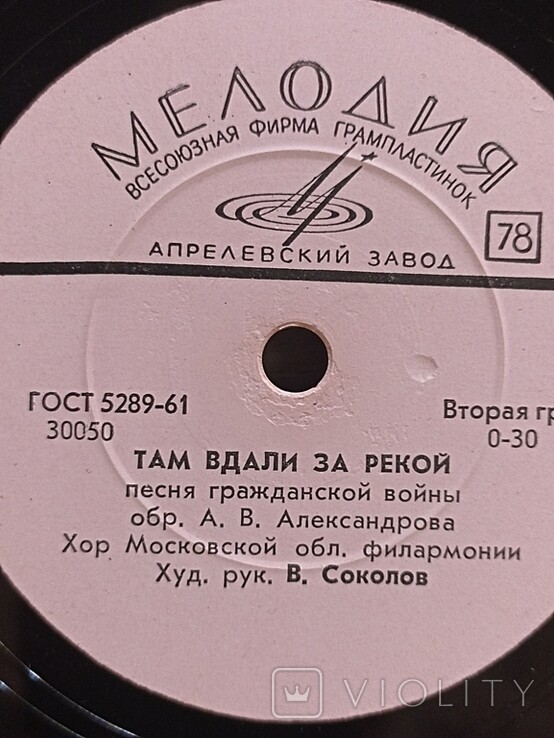 МЕЛОДИЯ
ВСЕСОЮЗНАЯ ФИРМА ГРАМПЛАСТИНОК
78
АПРЕЛЕВСКИЙ ЗАВОД
ГОСТ 5289-61
30050
Вторая гр
0-30
ТАМ ВДАЛИ ЗА РЕКОЙ
песня гражданской войны
обр. А. В. Александрова
Хор Московской обл. филармонии
Худ. рук. В. Соколов
VIOLITY